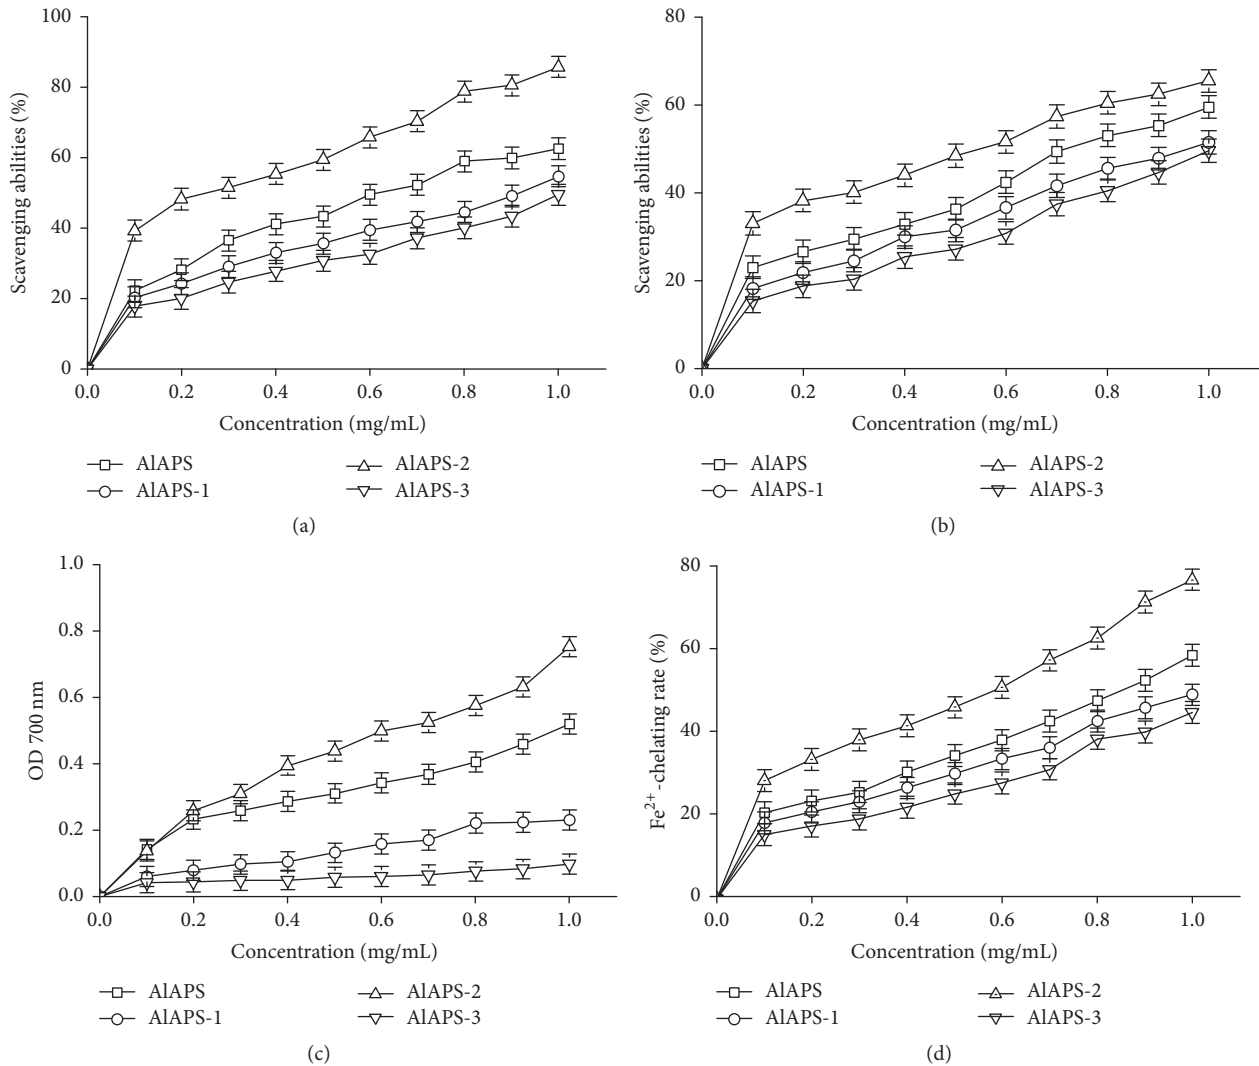 100
80
60
40
20
0
Scavenging abilities (%)
0.0 0.2 0.4 0.6 0.8 1.0
Concentration (mg/mL)
AlAPS AlAPS-2
AlAPS-1 AlAPS-3
(a)
80
60
40
20
0
Scavenging abilities (%)
0.0 0.2 0.4 0.6 0.8 1.0
Concentration (mg/mL)
AlAPS AlAPS-2
AlAPS-1 AlAPS-3
(b)
1.0
0.8
0.6
0.4
0.2
0.0
OD 700 nm
0.0 0.2 0.4 0.6 0.8 1.0
Concentration (mg/mL)
AlAPS AlAPS-2
AlAPS-1 AlAPS-3
(c)
80
60
40
20
0
Fe²⁺-chelating rate (%)
0.0 0.2 0.4 0.6 0.8 1.0
Concentration (mg/mL)
AlAPS AlAPS-2
AlAPS-1 AlAPS-3
(d)